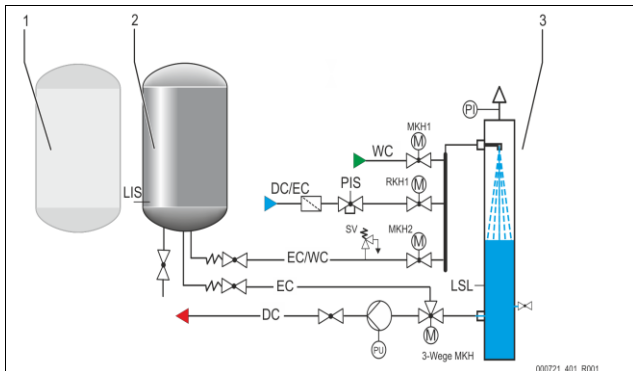 1
2
3
PI
MKH1
M
WC
LIS
DC/EC
PIS
RKH1
M
SV
MKH2
M
EC/WC
EC
LSL
DC
PU
M
3-Wege MKH
000721_401_R001